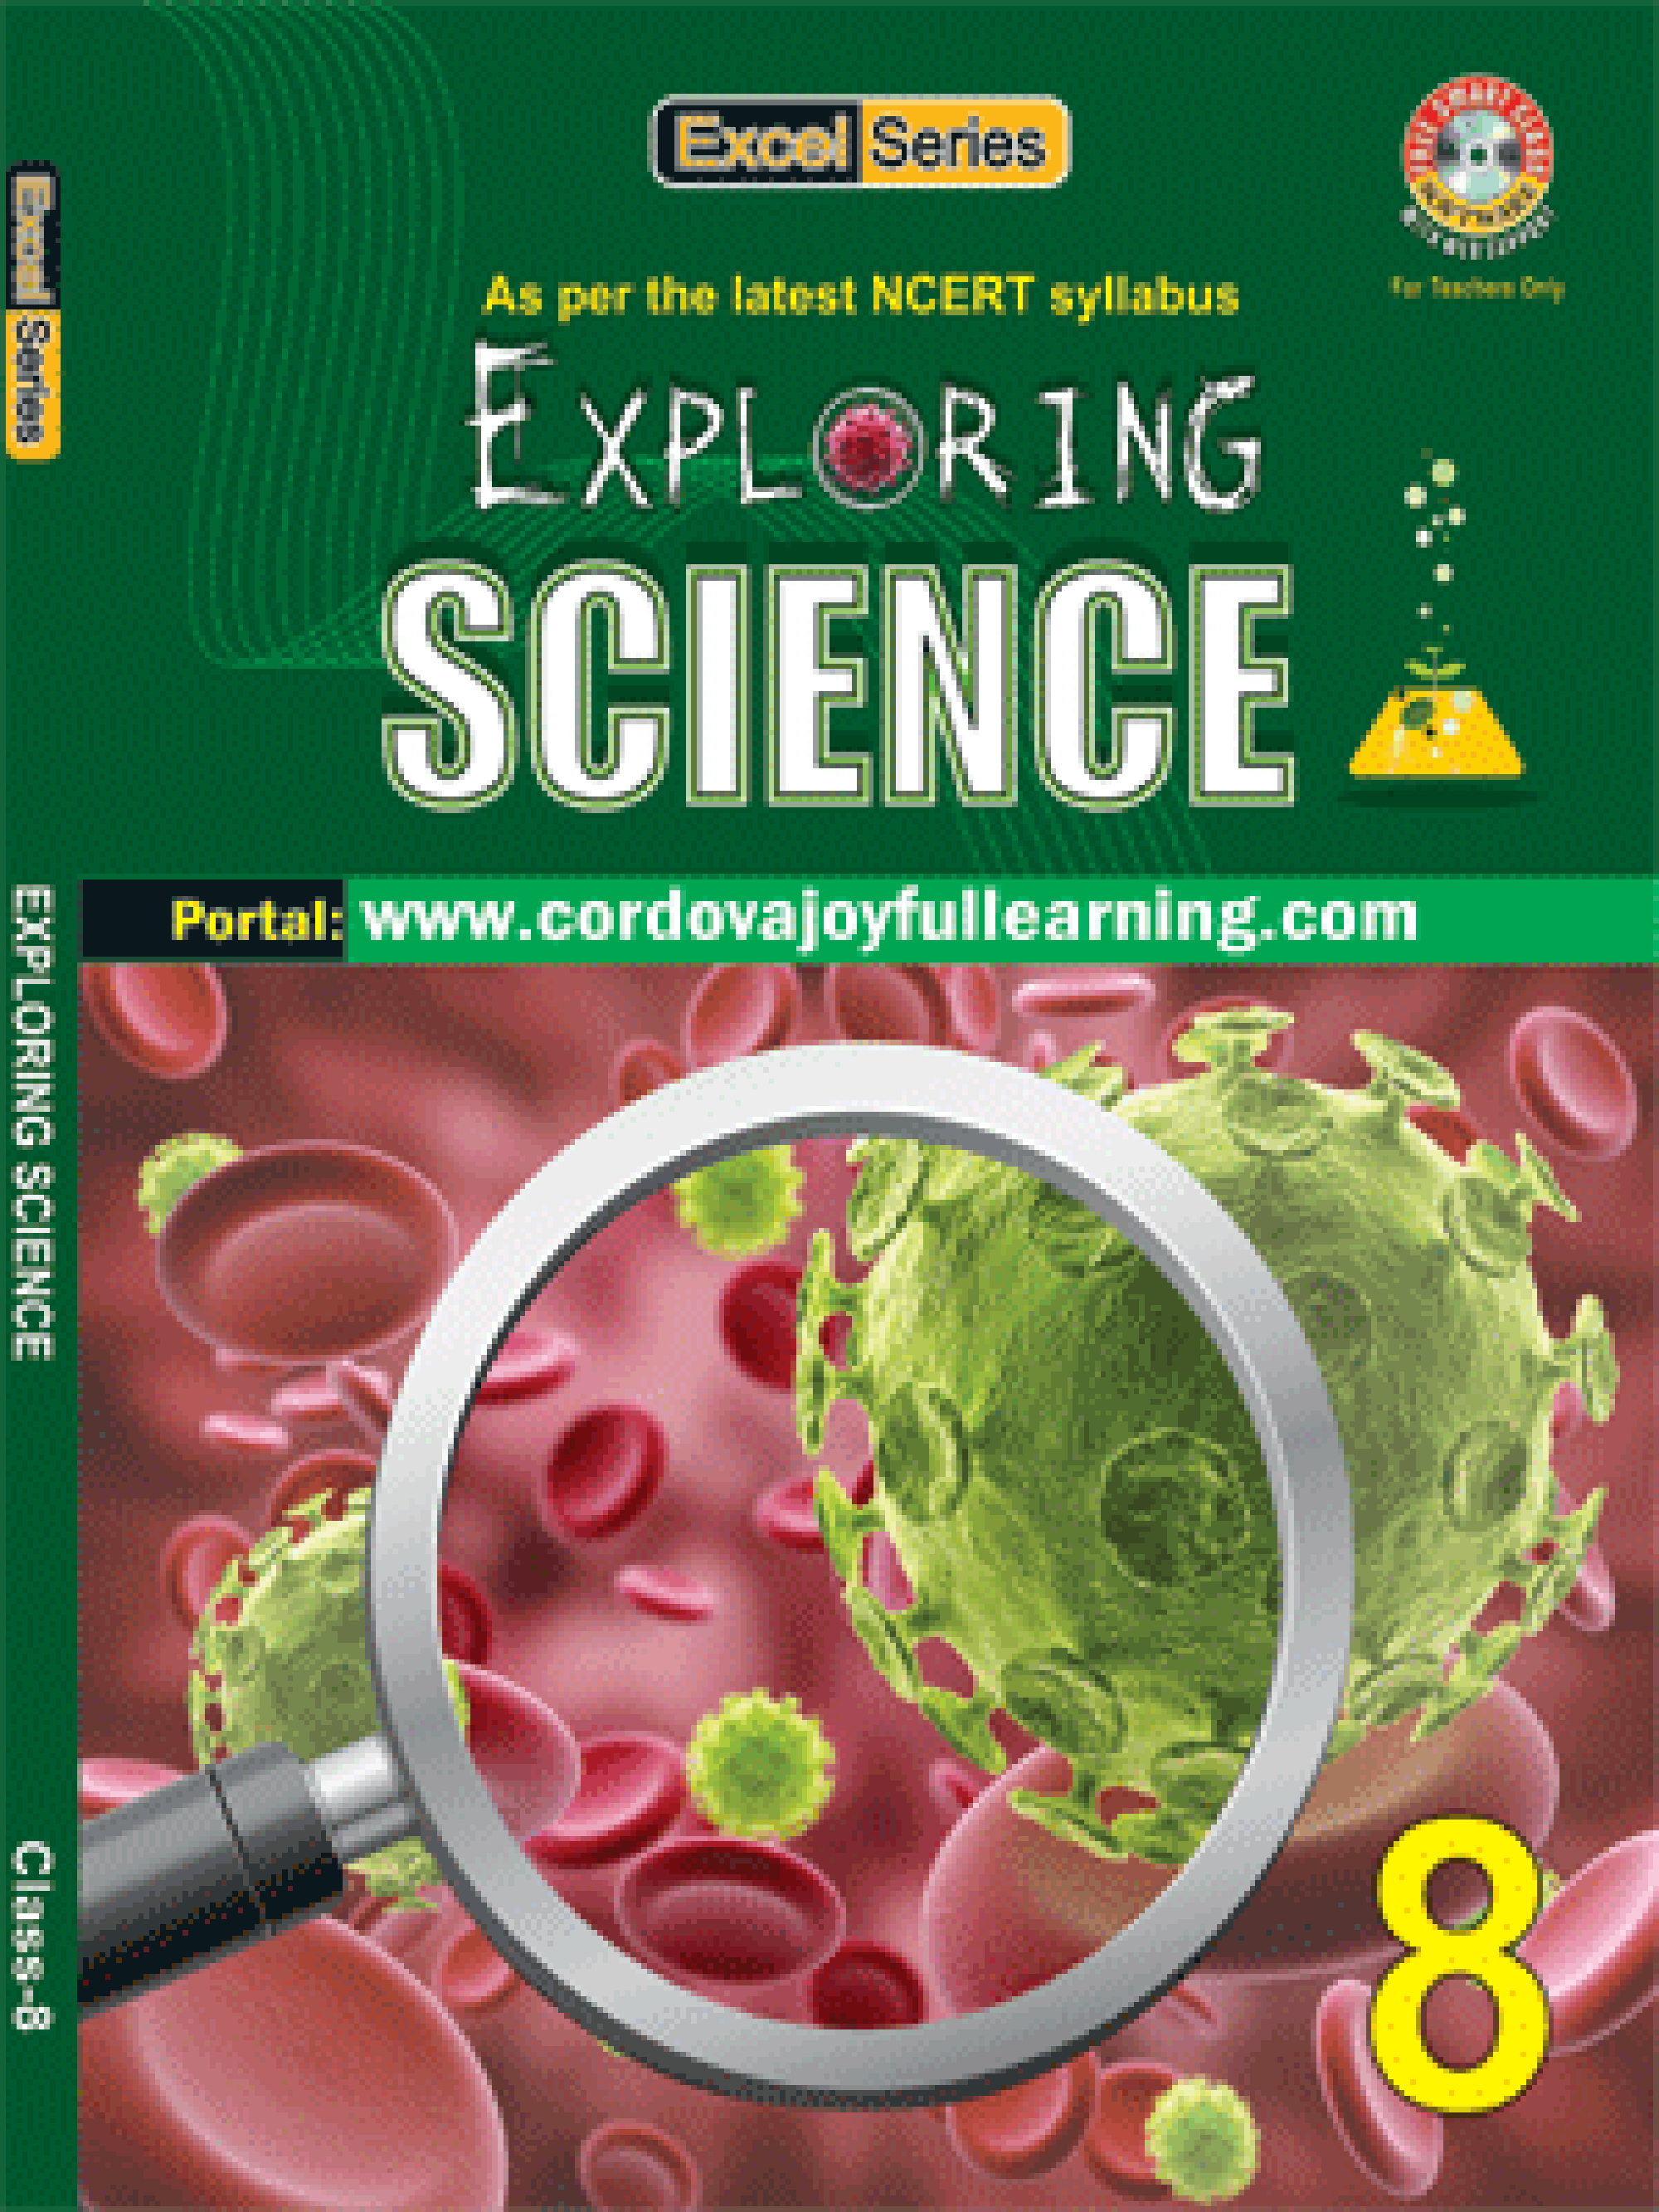 Excel Series
For Teachers Only
As per the latest NCERT syllabus
EXPLORING
SCIENCE
Portal: www.cordovajoyfullearning.com
8
Excel Series
EXPLORING SCIENCE
Class-8